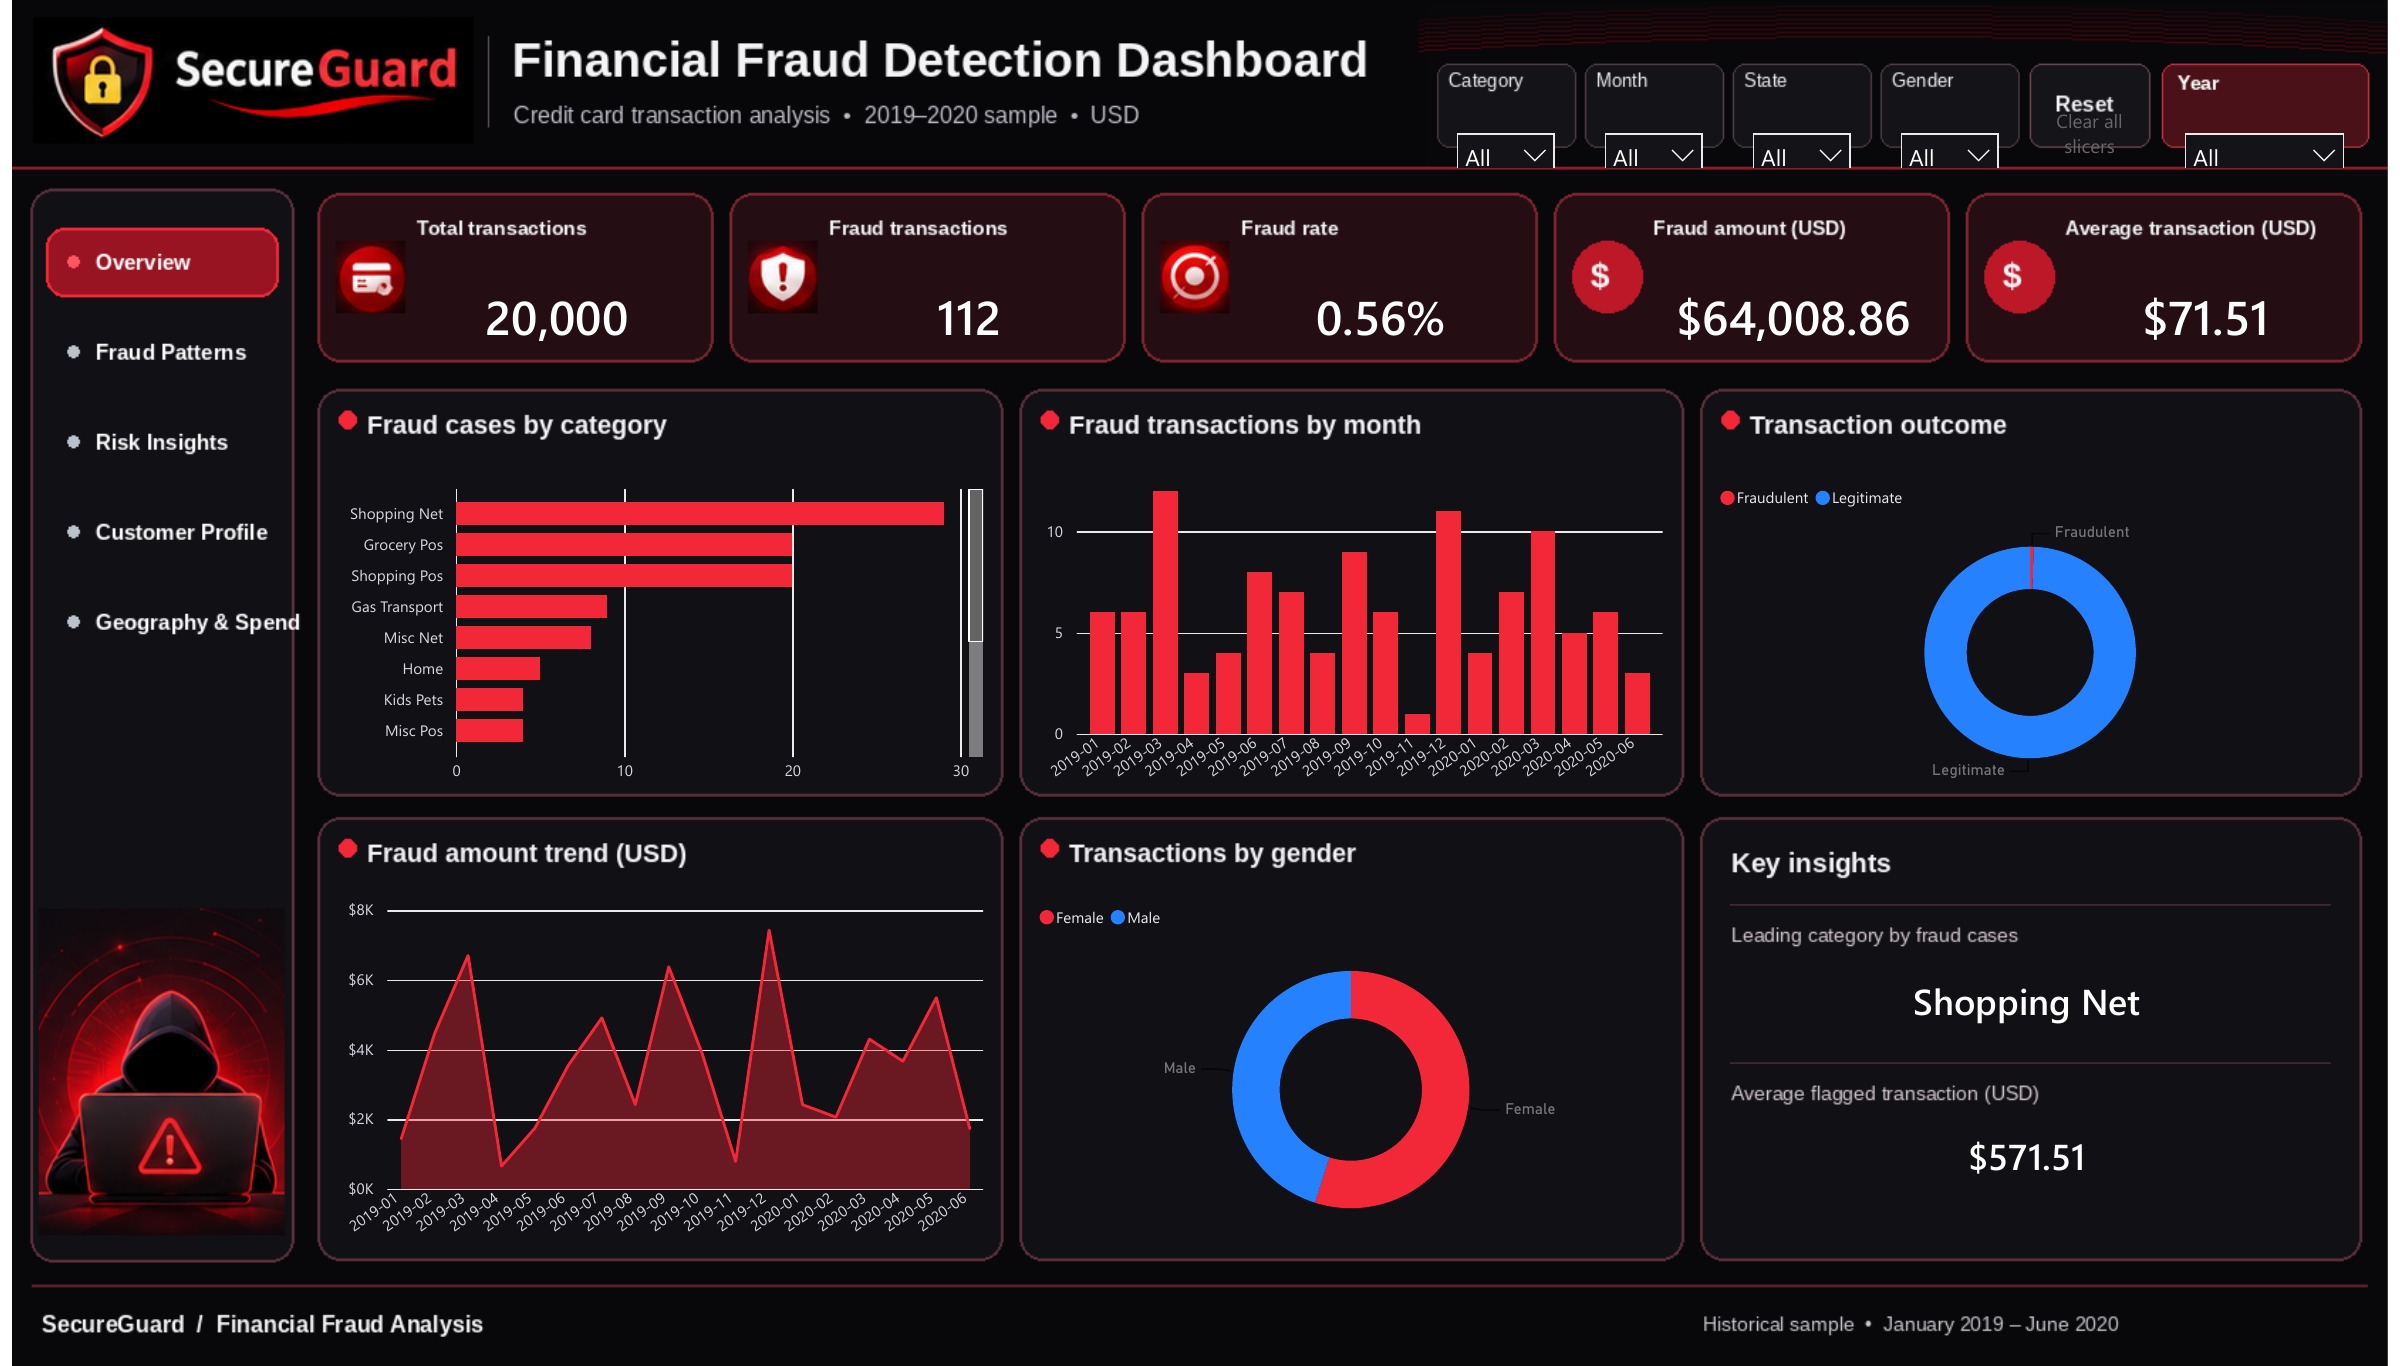 SecureGuard
Financial Fraud Detection Dashboard
Credit card transaction analysis • 2019–2020 sample • USD
Category
All
Month
All
State
All
Gender
All
Reset
Clear all
slicers
Year
All
Overview
Fraud Patterns
Risk Insights
Customer Profile
Geography & Spend
Total transactions
20,000
Fraud transactions
112
Fraud rate
0.56%
Fraud amount (USD)
$
$64,008.86
Average transaction (USD)
$
$71.51
Fraud cases by category
Shopping Net
Grocery Pos
Shopping Pos
Gas Transport
Misc Net
Home
Kids Pets
Misc Pos
0 10 20 30
Fraud transactions by month
10
5
0
2019-01 2019-02 2019-03 2019-04 2019-05 2019-06 2019-07 2019-08 2019-09 2019-10 2019-11 2019-12 2020-01 2020-02 2020-03 2020-04 2020-05 2020-06
Transaction outcome
Fraudulent Legitimate
Fraudulent
Legitimate
Fraud amount trend (USD)
$8K
$6K
$4K
$2K
$0K
2019-01 2019-02 2019-03 2019-04 2019-05 2019-06 2019-07 2019-08 2019-09 2019-10 2019-11 2019-12 2020-01 2020-02 2020-03 2020-04 2020-05 2020-06
Transactions by gender
Female Male
Male
Female
Key insights
Leading category by fraud cases
Shopping Net
Average flagged transaction (USD)
$571.51
SecureGuard / Financial Fraud Analysis
Historical sample • January 2019 – June 2020